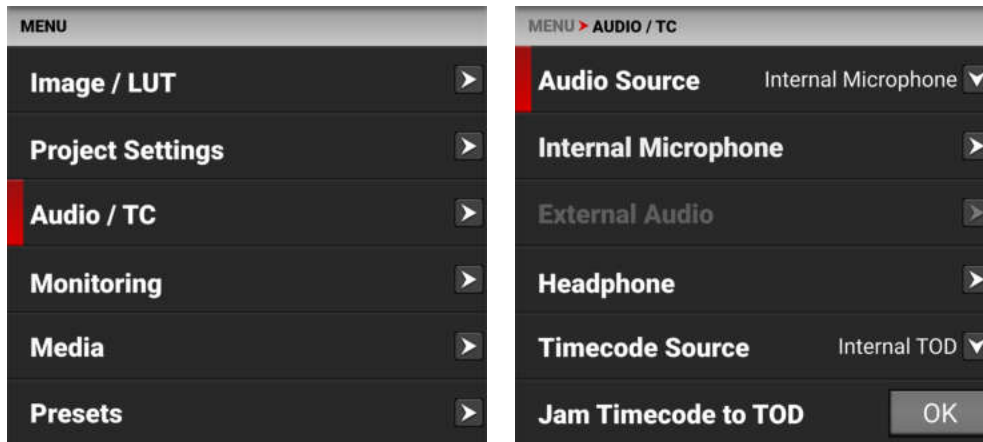 MENU
Image / LUT
Project Settings
Audio / TC
Monitoring
Media
Presets
MENU > AUDIO / TC
Audio Source Internal Microphone
Internal Microphone
External Audio
Headphone
Timecode Source Internal TOD
Jam Timecode to TOD OK